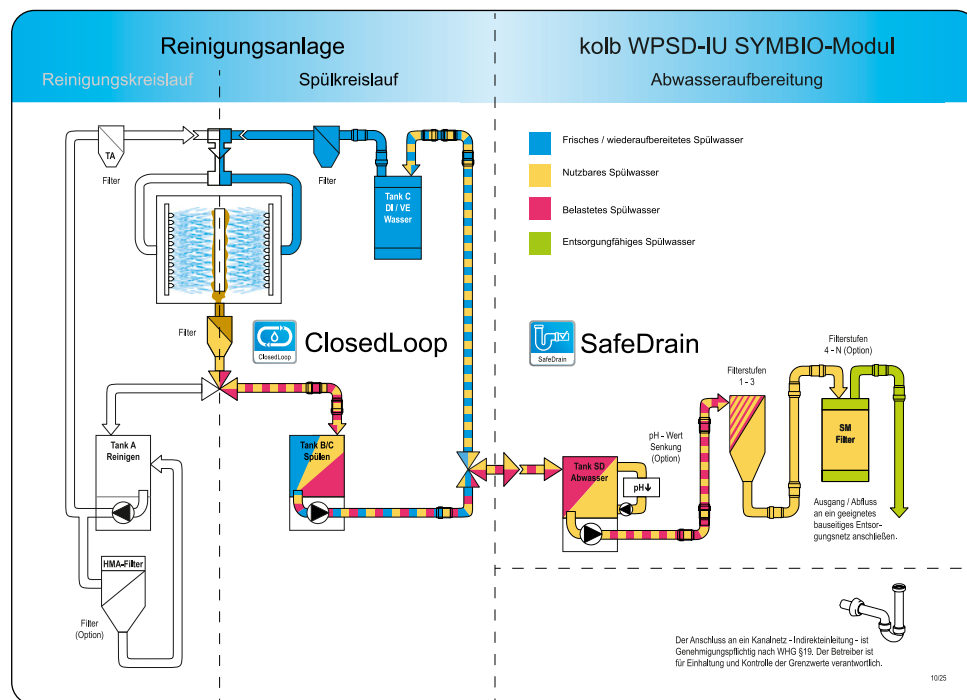 Reinigungsanlage
kolb WPSD-IU SYMBIO-Modul
Reinigungskreislauf
Spülkreislauf
Abwasseraufbereitung
TA
Filter
Filter
Tank C
DI / VE
Wasser
Frisches / wiederaufbereitetes Spülwasser
Nutzbares Spülwasser
Belastetes Spülwasser
Entsorgungfähiges Spülwasser
Filter
ClosedLoop
ClosedLoop
SafeDrain
SafeDrain
Filterstufen
1 - 3
Filterstufen
4 - N (Option)
Tank A
Reinigen
Tank B/C
Spülen
Tank SD
Abwasser
pH - Wert
Senkung
(Option)
pH
SM
Filter
Ausgang / Abfluss
an ein geeignetes
bauseitiges Entsor-
gungsnetz anschließen.
HMA-Filter
Filter
(Option)
Der Anschluss an ein Kanalnetz - Indirekteinleitung - ist
Genehmigungspflichtig nach WHG §19. Der Betreiber ist
für Einhaltung und Kontrolle der Grenzwerte verantwortlich.
10/25